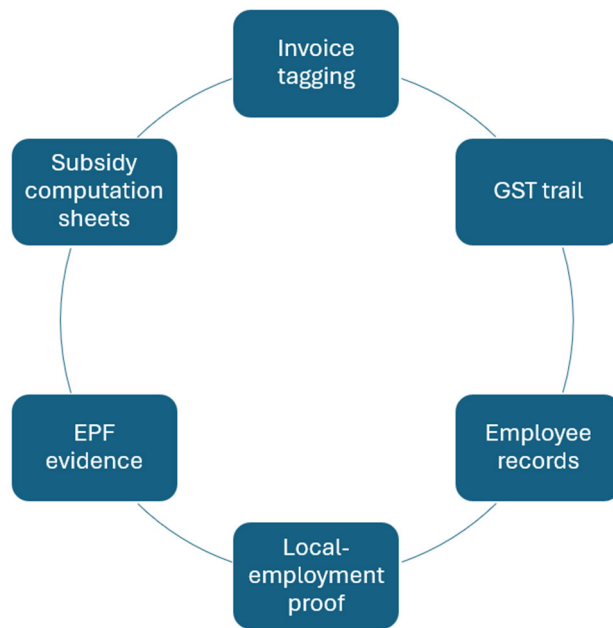 Invoice
tagging
GST trail
Employee
records
Local-
employment
proof
EPF
evidence
Subsidy
computation
sheets